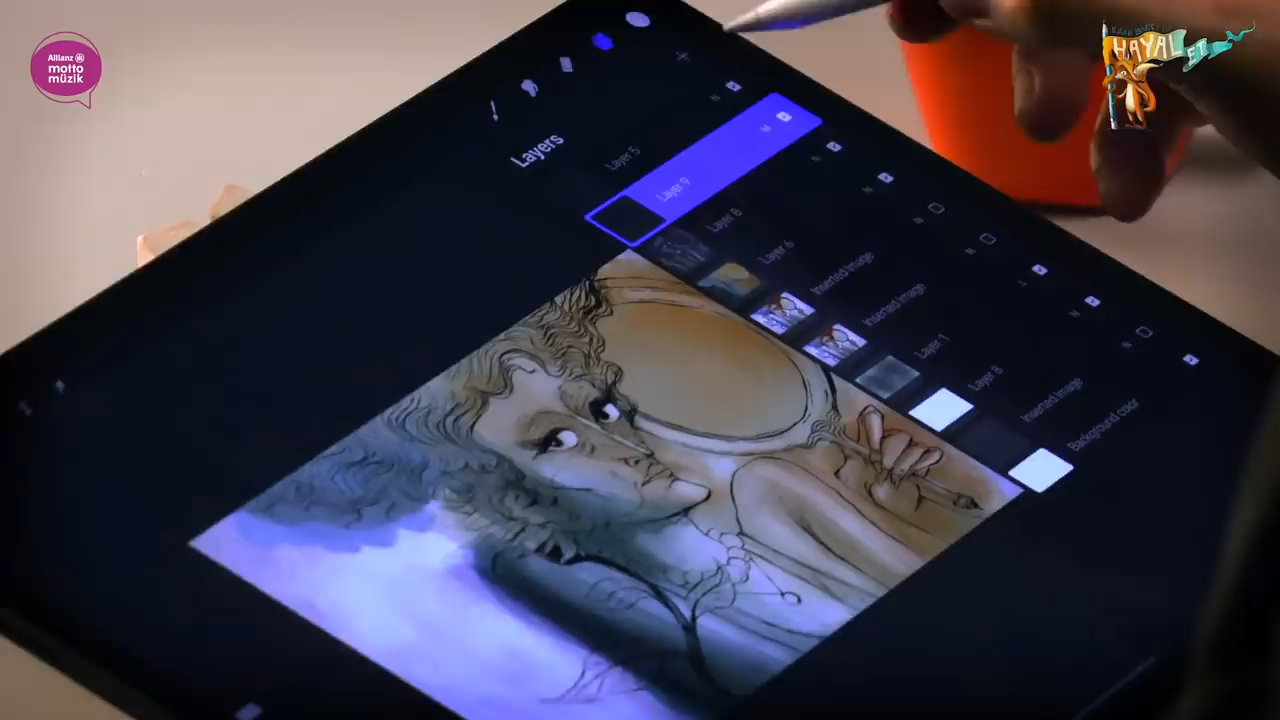 Allianz
motto
müzik
HAYAL
ET
Layers
Layer 5
N
Layer 9
M
Layer 8
N
Layer 6
N
Inserted Image
N
Inserted Image
N
Layer 1
Layer 8
N
Inserted Image
N
Background color